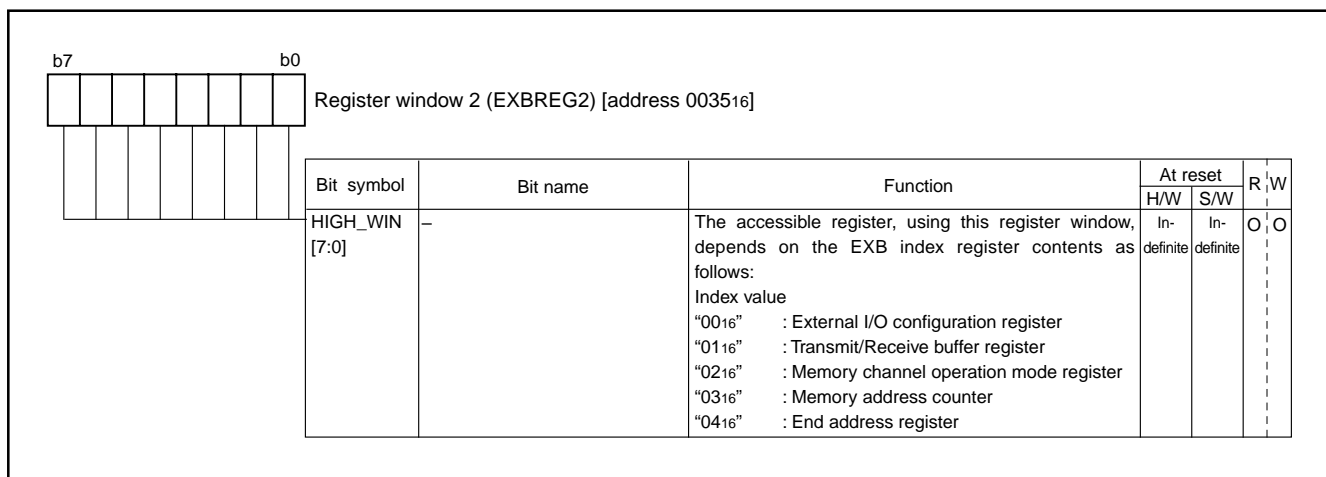 b7 b0
Register window 2 (EXBREG2) [address 003516]
Bit symbol Bit name Function At reset R W
H/W S/W
HIGH_WIN – The accessible register, using this register window, In- In- O O
[7:0] depends on the EXB index register contents as definite definite
follows:
Index value
“0016” : External I/O configuration register
“0116” : Transmit/Receive buffer register
“0216” : Memory channel operation mode register
“0316” : Memory address counter
“0416” : End address register